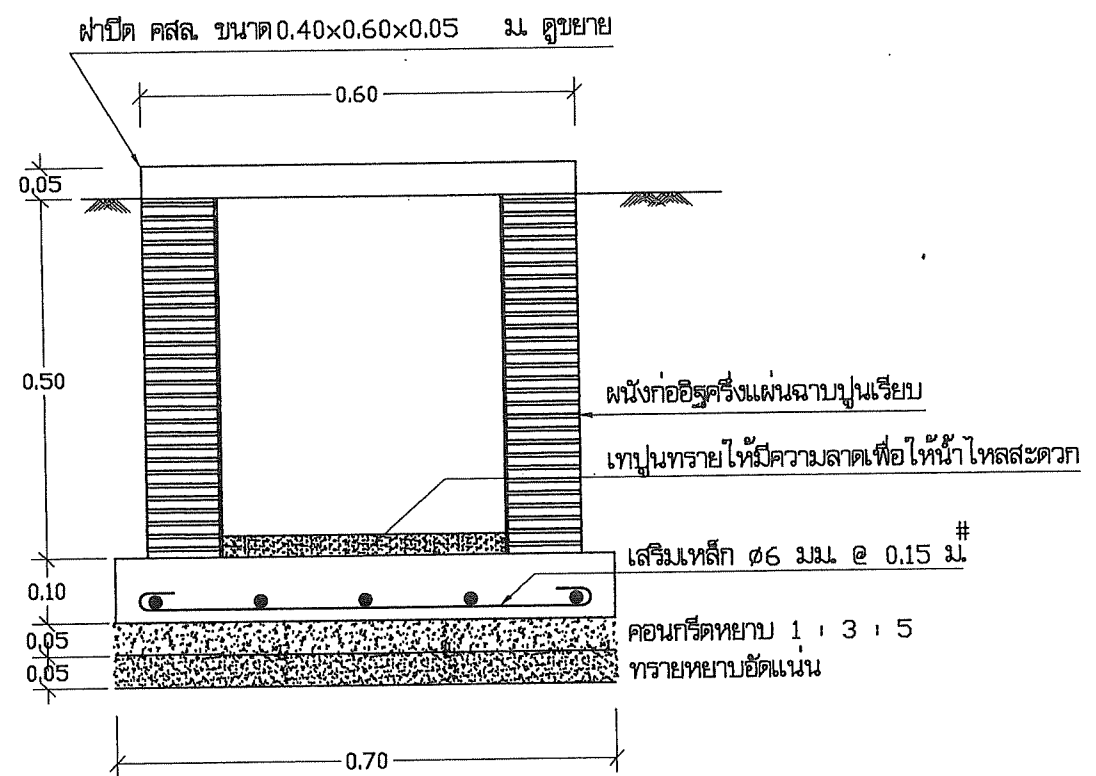 ฝาปิด คสล. ขนาด 0.40x0.60x0.05 ม. ดูขยาย
0.60
0.05
0.50
ผนังก่ออิฐครึ่งแผ่นฉาบปูนเรียบ
เทปูนทรายให้มีความลาดเพื่อให้น้ำไหลสะดวก
เสริมเหล็ก ø6 มม. @ 0.15 ม.#
0.10
คอนกรีตหยาบ 1 : 3 : 5
0.05
ทรายหยาบอัดแน่น
0.05
0.70